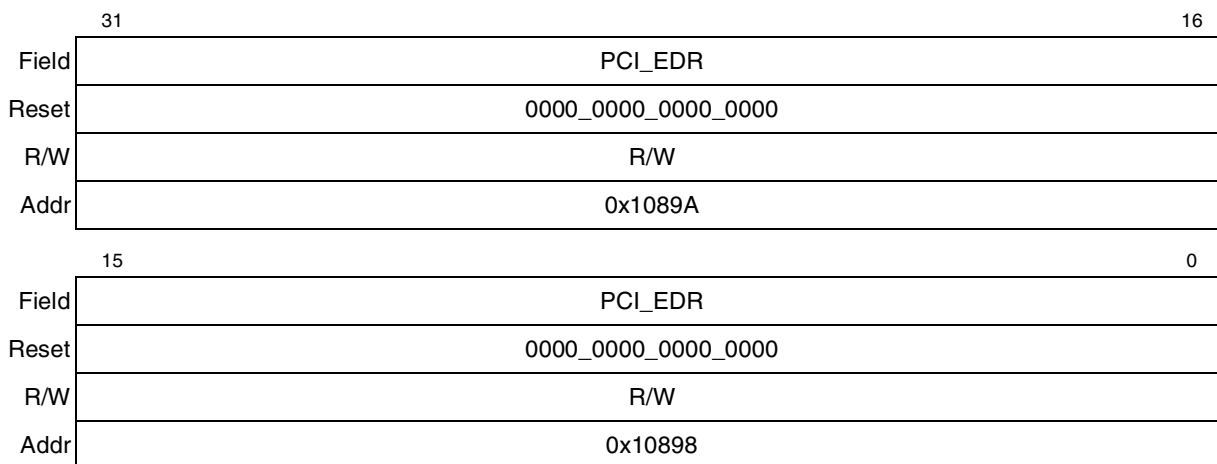 31 16
Field PCI_EDR
Reset 0000_0000_0000_0000
R/W R/W
Addr 0x1089A
15 0
Field PCI_EDR
Reset 0000_0000_0000_0000
R/W R/W
Addr 0x10898